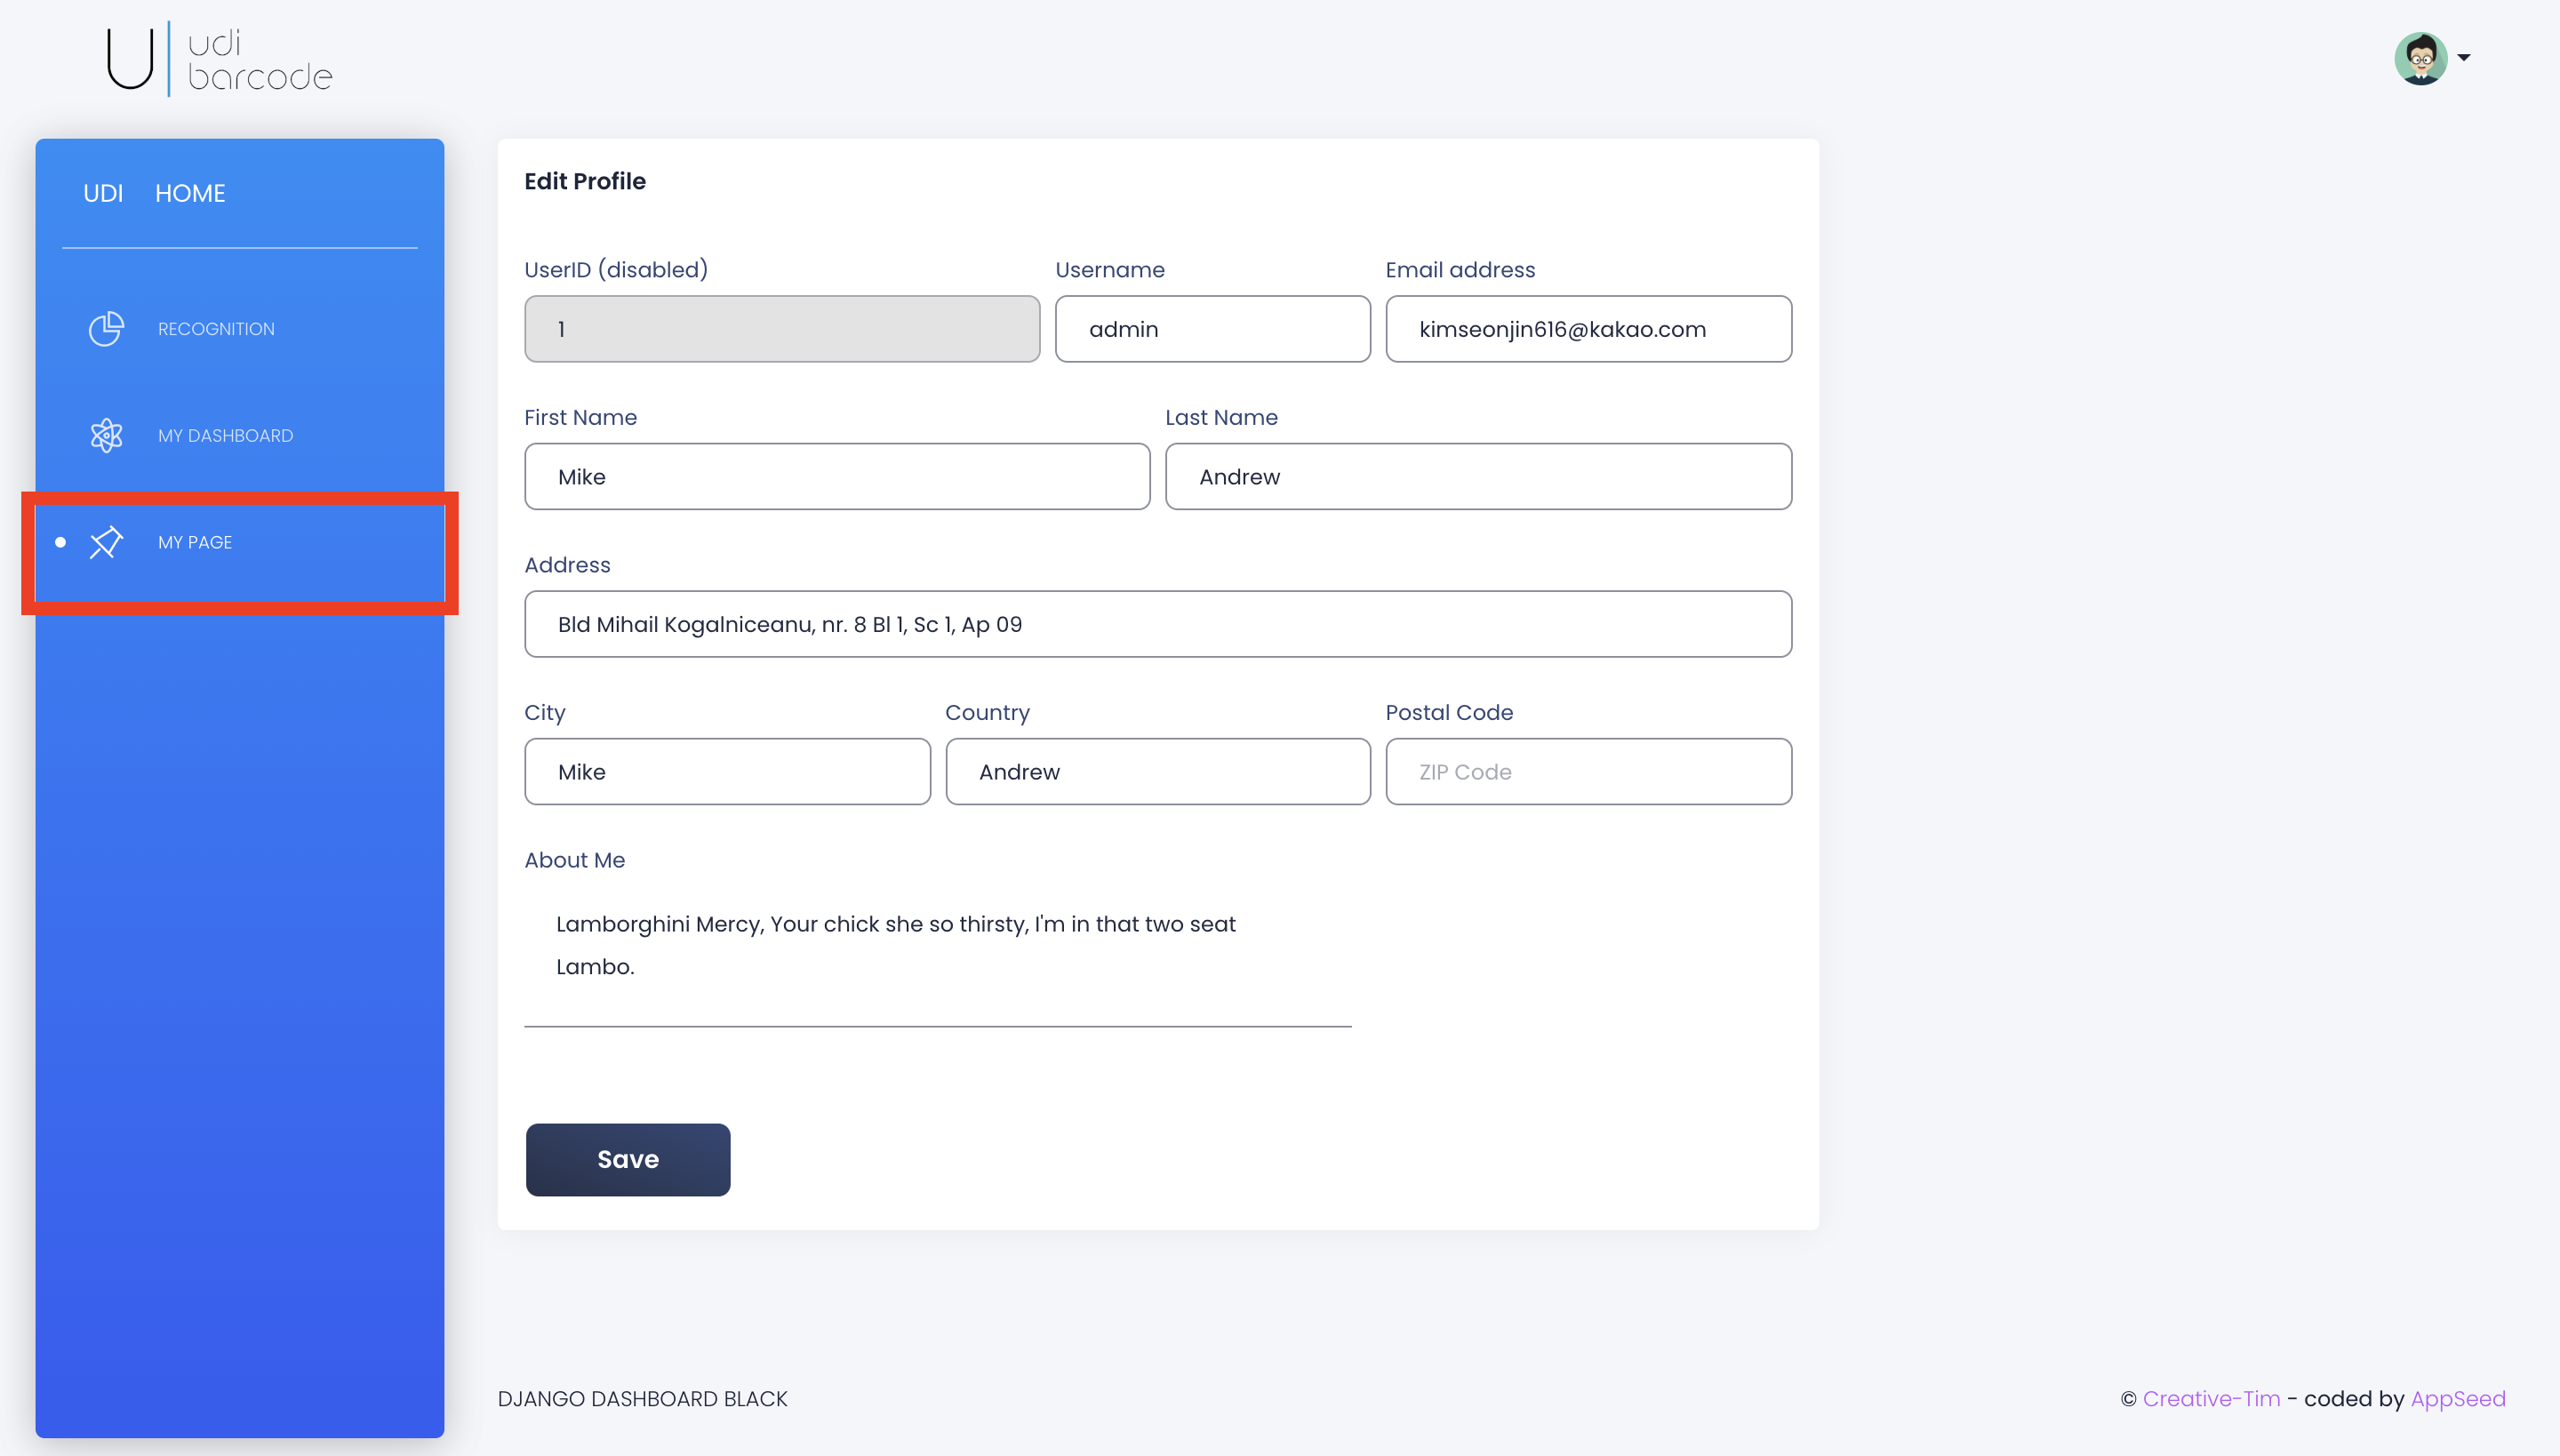 U udi
barcode
UDI HOME
RECOGNITION
MY DASHBOARD
MY PAGE
Edit Profile
UserID (disabled) Username Email address
1 admin kimseonjin616@kakao.com
First Name Last Name
Mike Andrew
Address
Bld Mihail Kogalniceanu, nr. 8 Bl 1, Sc 1, Ap 09
City Country Postal Code
Mike Andrew ZIP Code
About Me
Lamborghini Mercy, Your chick she so thirsty, I'm in that two seat
Lambo.
Save
DJANGO DASHBOARD BLACK © Creative-Tim - coded by AppSeed